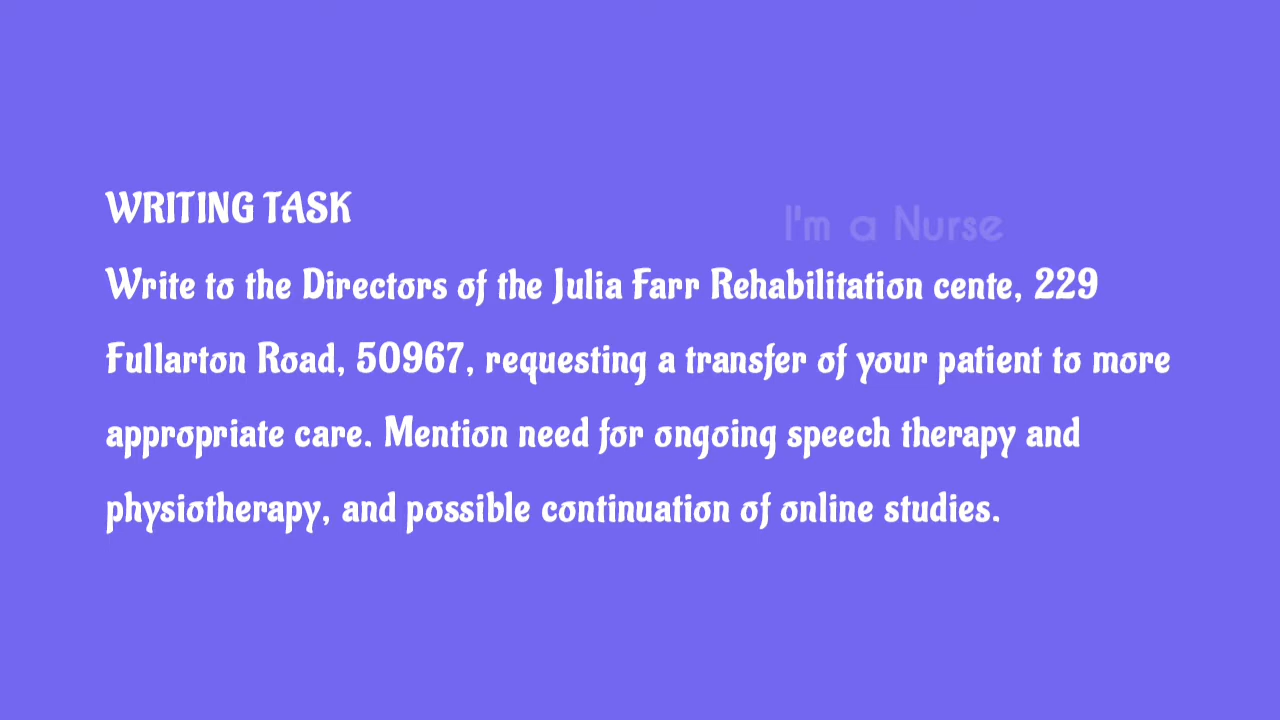 WRITING TASK
I'm a Nurse
Write to the Directors of the Julia Farr Rehabilitation cente, 229
Fullarton Road, 50967, requesting a transfer of your patient to more
appropriate care. Mention need for ongoing speech therapy and
physiotherapy, and possible continuation of online studies.